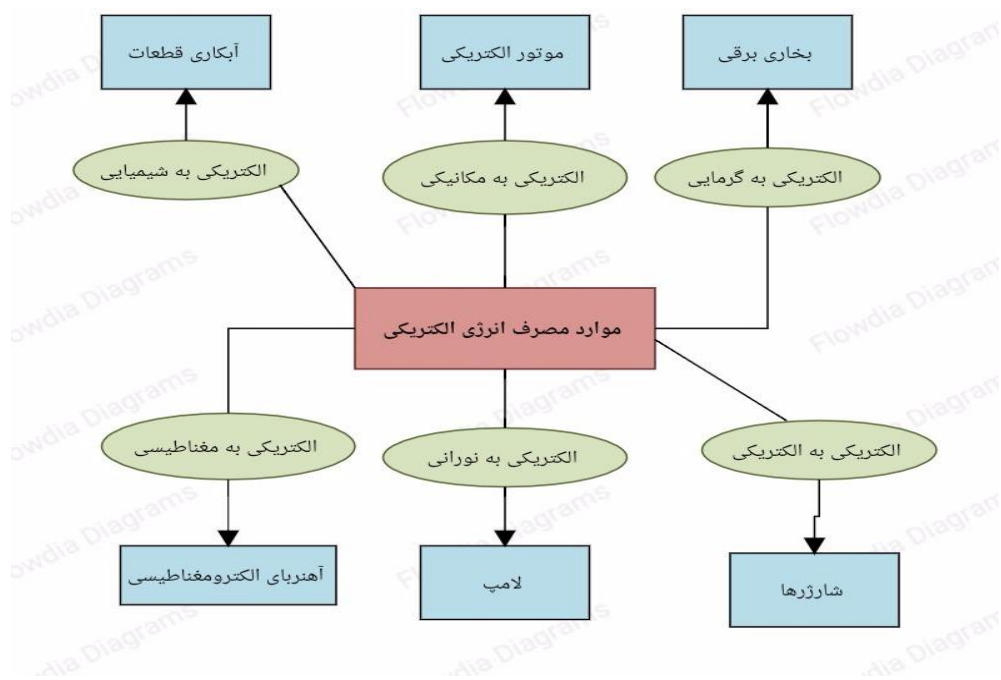 بخاری برقی
موتور الکتریکی
آبکاری قطعات
الکتریکی به گرمایی
الکتریکی به مکانیکی
الکتریکی به شیمیایی
موارد مصرف انرژی الکتریکی
الکتریکی به الکتریکی
الکتریکی به نورانی
الکتریکی به مغناطیسی
شارژرها
لامپ
آهنربای الکترومغناطیسی
Flowdia Diagrams